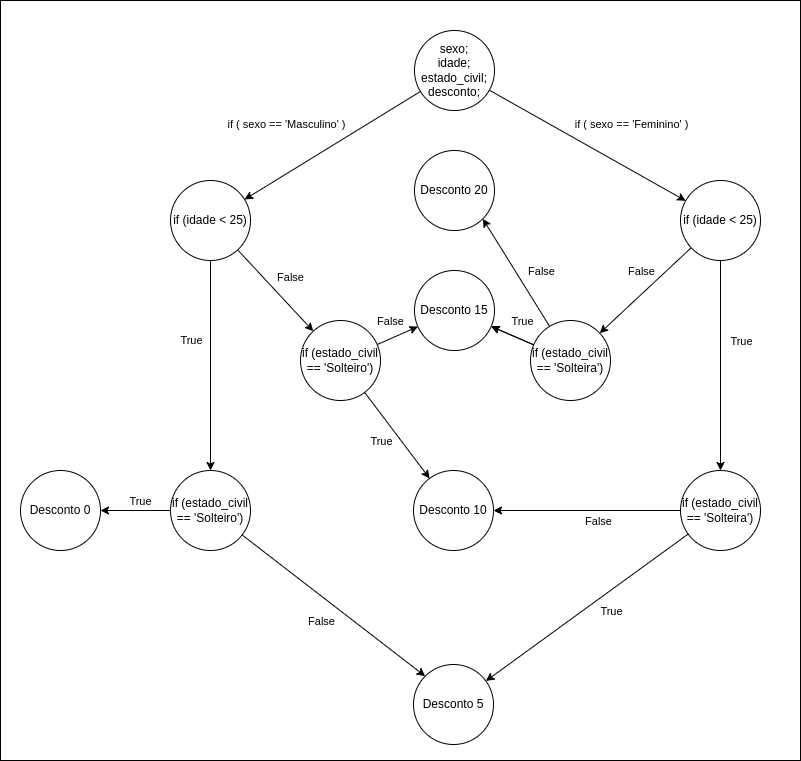 sexo;
idade;
estado_civil;
desconto;
if ( sexo == 'Masculino' )
if ( sexo == 'Feminino' )
Desconto 20
if (idade < 25)
if (idade < 25)
False
False
False
Desconto 15
False
True
True
True
if (estado_civil
== 'Solteiro')
if (estado_civil
== 'Solteira')
True
Desconto 0
True
if (estado_civil
== 'Solteiro')
Desconto 10
False
if (estado_civil
== 'Solteira')
False
True
Desconto 5